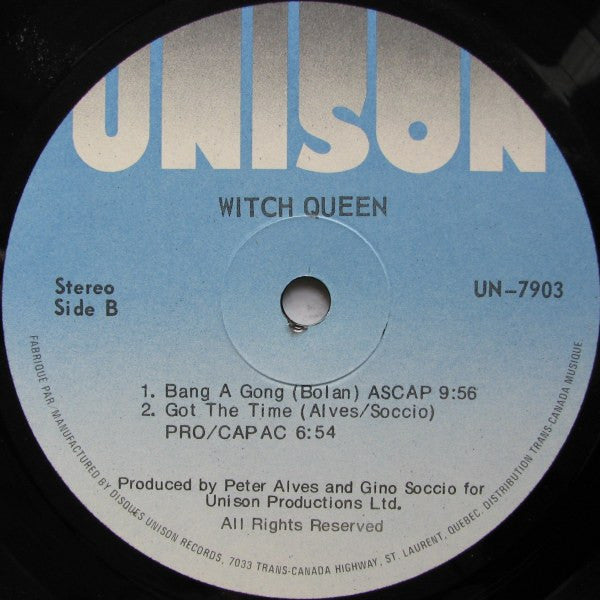 UNISON
WITCH QUEEN
Stereo
Side B
UN-7903
1. Bang A Gong (Bolan) ASCAP 9:56
2. Got The Time (Alves/Soccio)
PRO/CAPAC 6:54
Produced by Peter Alves and Gino Soccio for
Unison Productions Ltd.
All Rights Reserved
FABRIQUE PAR/MANUFACTURED BY DISQUES UNISON RECORDS, 7033 TRANS-CANADA HIGHWAY, ST. LAURENT, QUEBEC. DISTRIBUTION TRANS-CANADA MUSIQUE